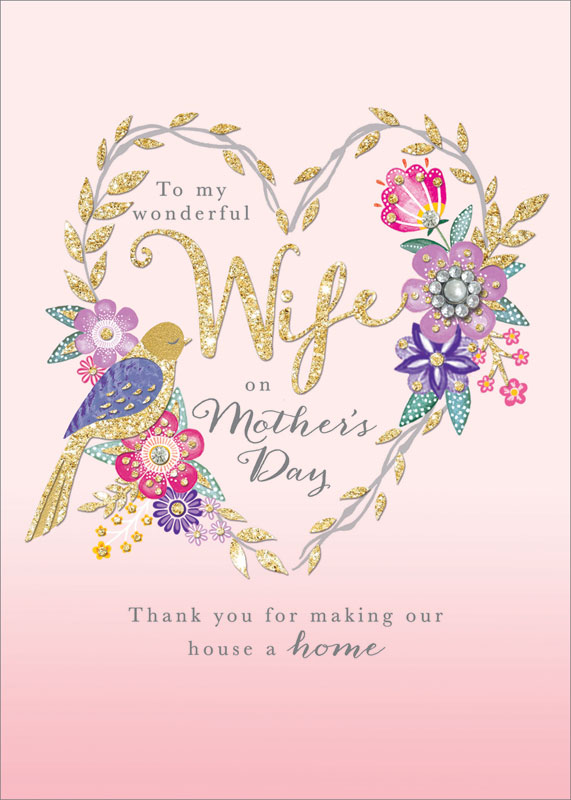 To my
wonderful
Wife
on
Mother's
Day
Thank you for making our
house a home